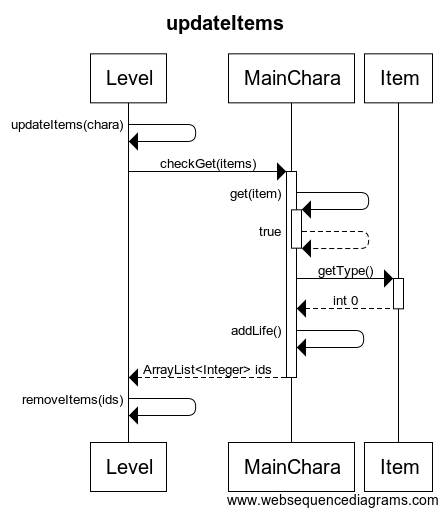 updateItems
Level MainChara Item
updateItems(chara)
checkGet(items)
get(item)
true
getType()
int 0
addLife()
ArrayList<Integer> ids
removeItems(ids)
Level MainChara Item
www.websequencediagrams.com